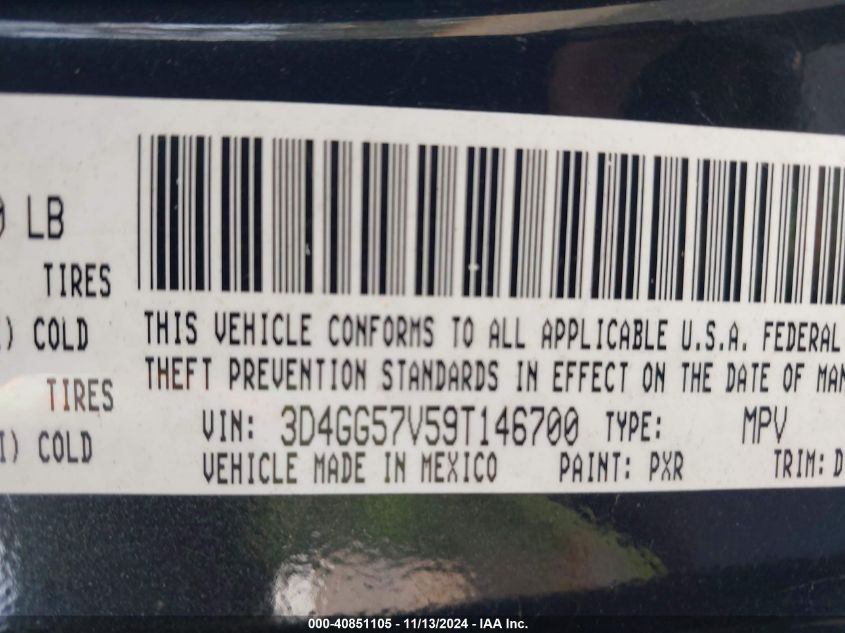 LB
TIRES
COLD
THIS VEHICLE CONFORMS TO ALL APPLICABLE U.S.A. FEDERAL
THEFT PREVENTION STANDARDS IN EFFECT ON THE DATE OF MAN
TIRES
VIN: 3D4GG57V59T146700 TYPE: MPV
COLD
VEHICLE MADE IN MEXICO PAINT: PXR TRIM: D
000-40851105 - 11/13/2024 - IAA Inc.